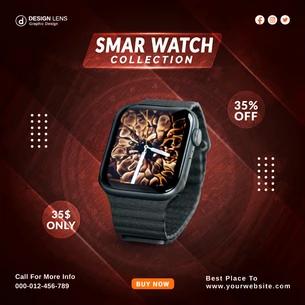 DESIGN LENS
Graphic Design
SMAR WATCH
COLLECTION
35%
OFF
35$
ONLY
Call For More Info
000-012-456-789
BUY NOW
Best Place To
www.yourwebsite.com